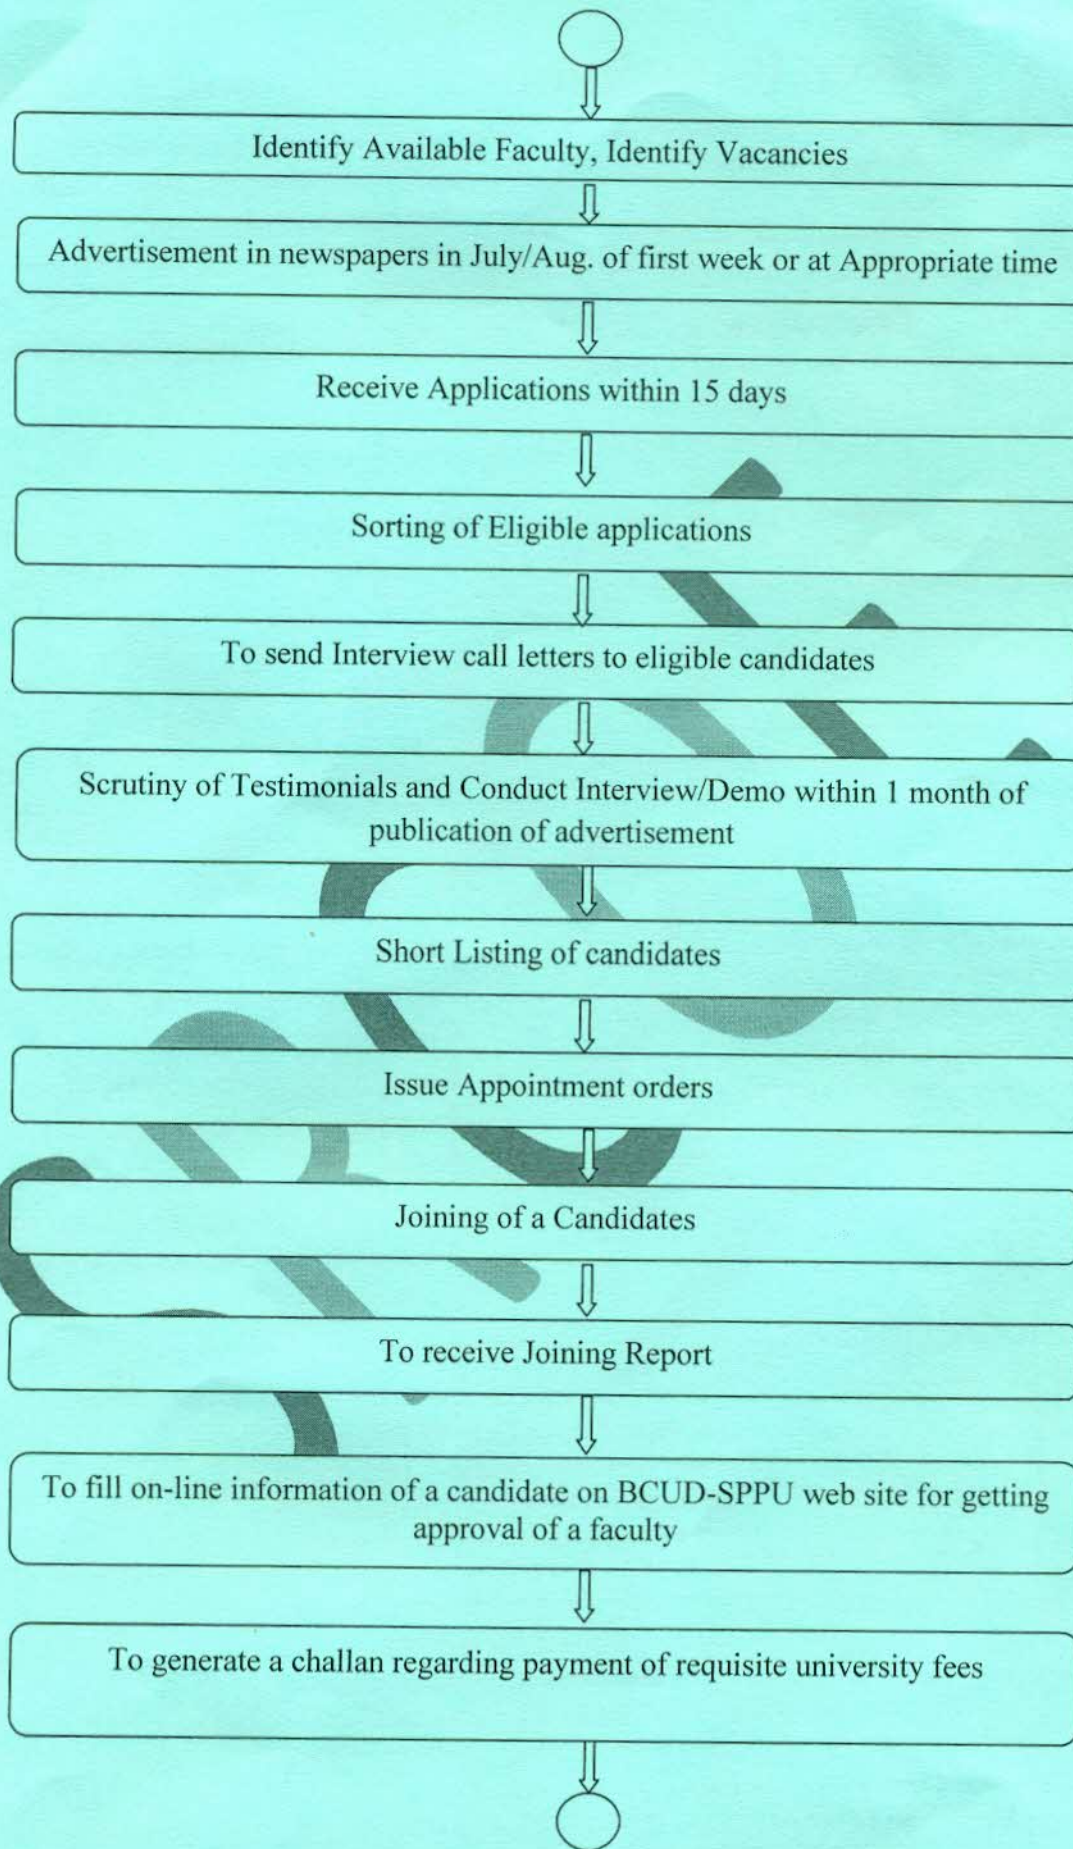 Identify Available Faculty, Identify Vacancies
Advertisement in newspapers in July/Aug. of first week or at Appropriate time
Receive Applications within 15 days
Sorting of Eligible applications
To send Interview call letters to eligible candidates
Scrutiny of Testimonials and Conduct Interview/Demo within 1 month of
publication of advertisement
Short Listing of candidates
Issue Appointment orders
Joining of a Candidates
To receive Joining Report
To fill on-line information of a candidate on BCUD-SPPU web site for getting
approval of a faculty
To generate a challan regarding payment of requisite university fees